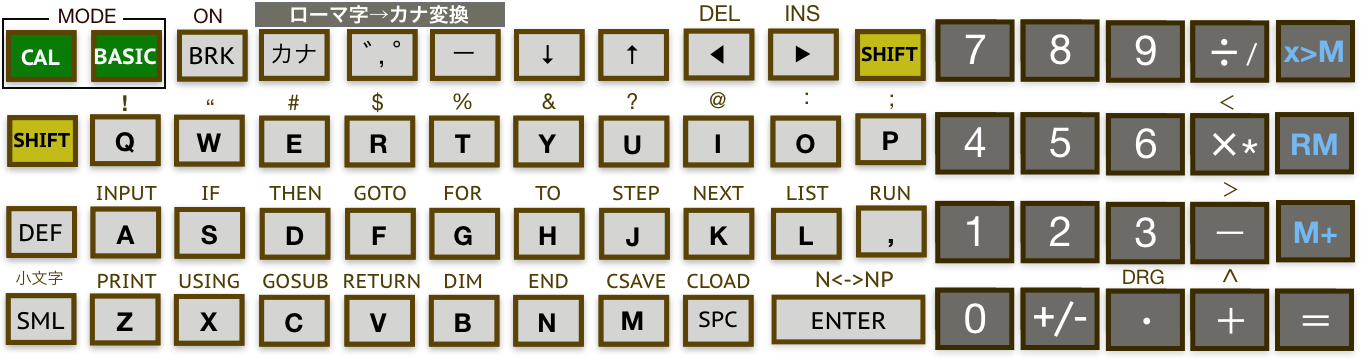 MODE ON ローマ字→カナ変換 DEL INS
CAL BASIC BRK カナ ゛,゜ — ↓ ↑ ◀ ▶ SHIFT 7 8 9 ÷/ x>M
! “ # $ % & ? @ : ; <
SHIFT Q W E R T Y U I O P 4 5 6 ×* RM
INPUT IF THEN GOTO FOR TO STEP NEXT LIST RUN >
DEF A S D F G H J K L , 1 2 3 − M+
小文字 PRINT USING GOSUB RETURN DIM END CSAVE CLOAD N<->NP DRG ^
SML Z X C V B N M SPC ENTER 0 +/- · + =